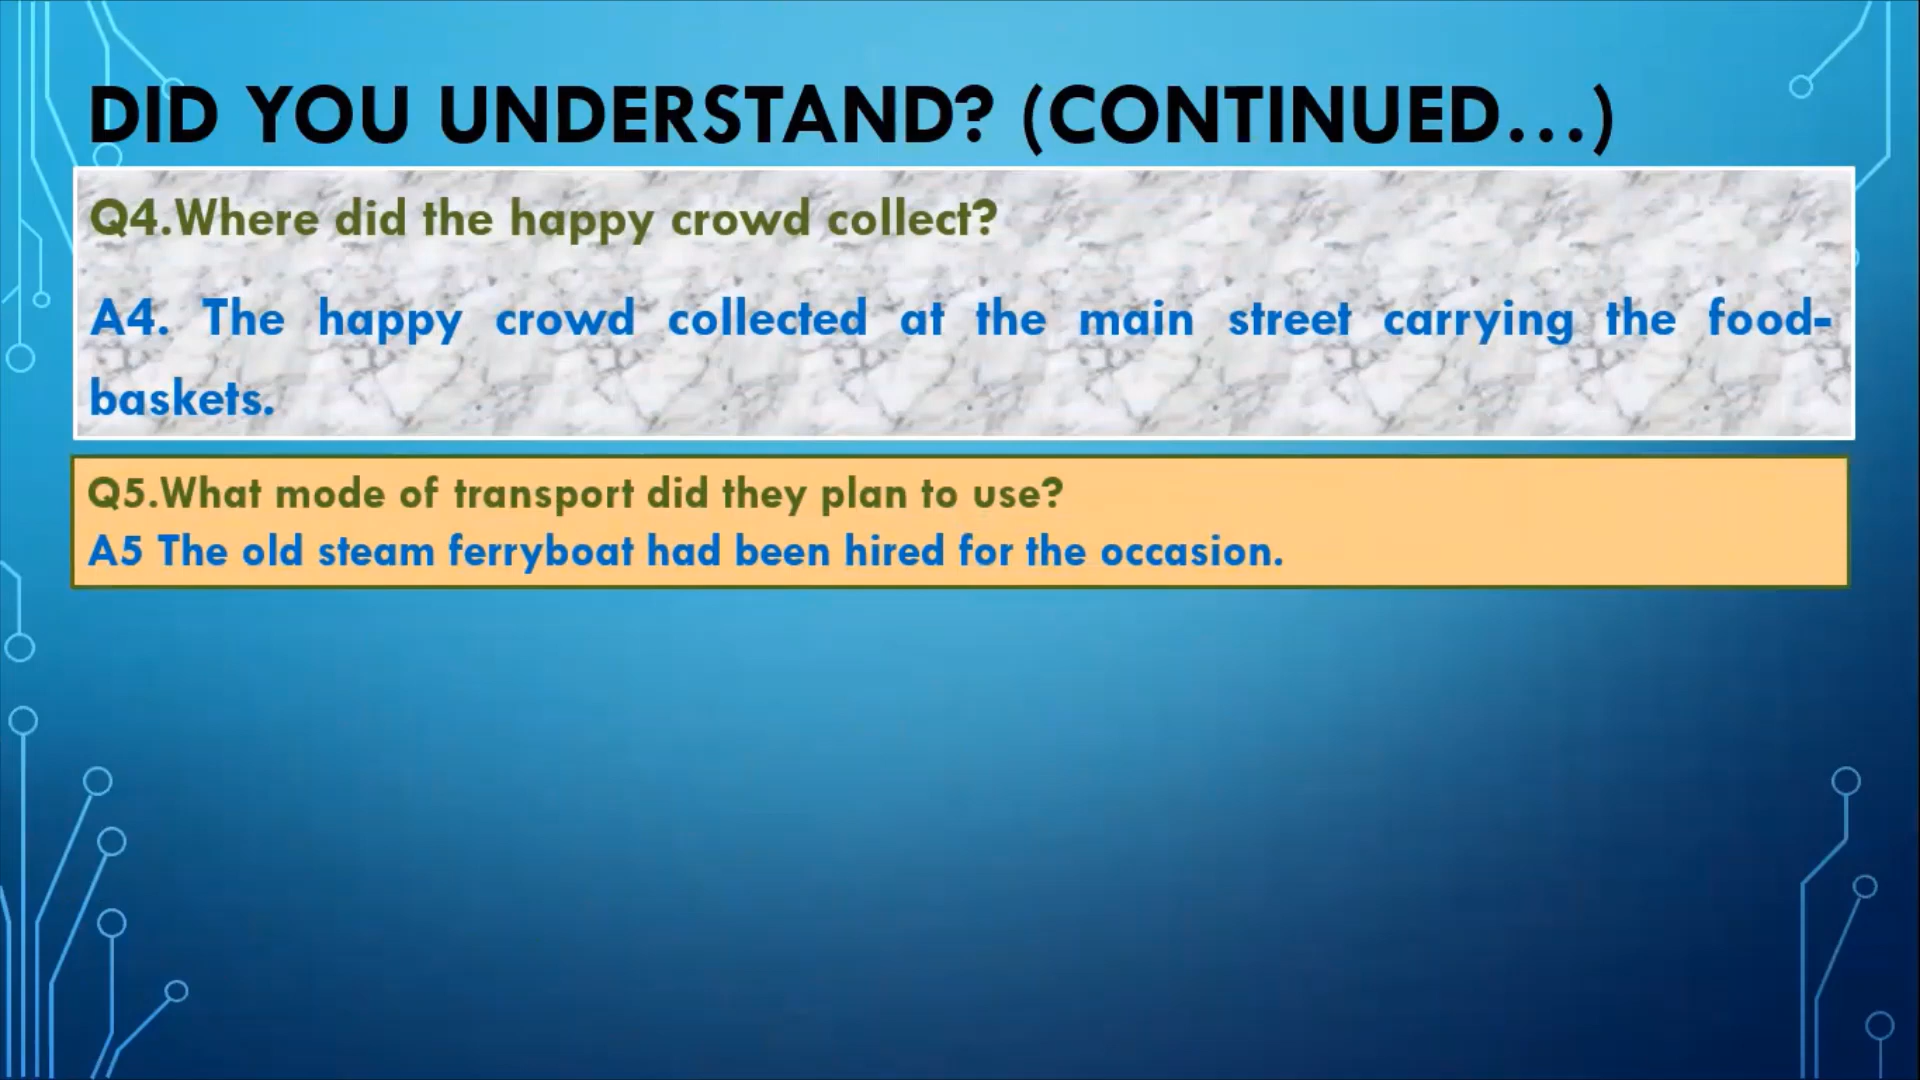 DID YOU UNDERSTAND? (CONTINUED...)
Q4.Where did the happy crowd collect?
A4. The happy crowd collected at the main street carrying the food-
baskets.
Q5.What mode of transport did they plan to use?
A5 The old steam ferryboat had been hired for the occasion.